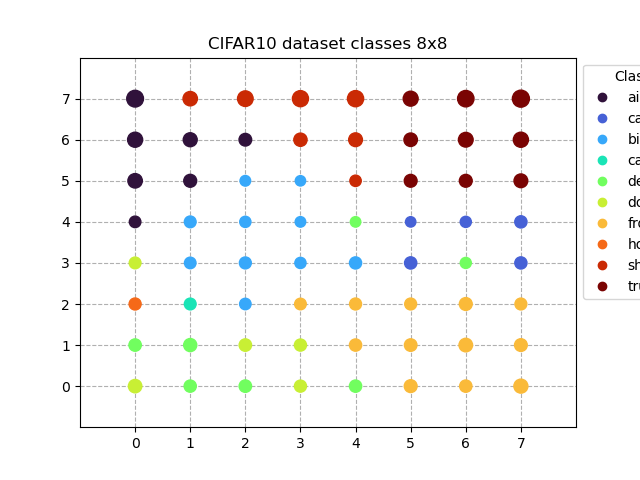 CIFAR10 dataset classes 8x8
7
6
5
4
3
2
1
0
0 1 2 3 4 5 6 7
Clas
ai
ca
bi
ca
de
do
fro
ho
sh
tru